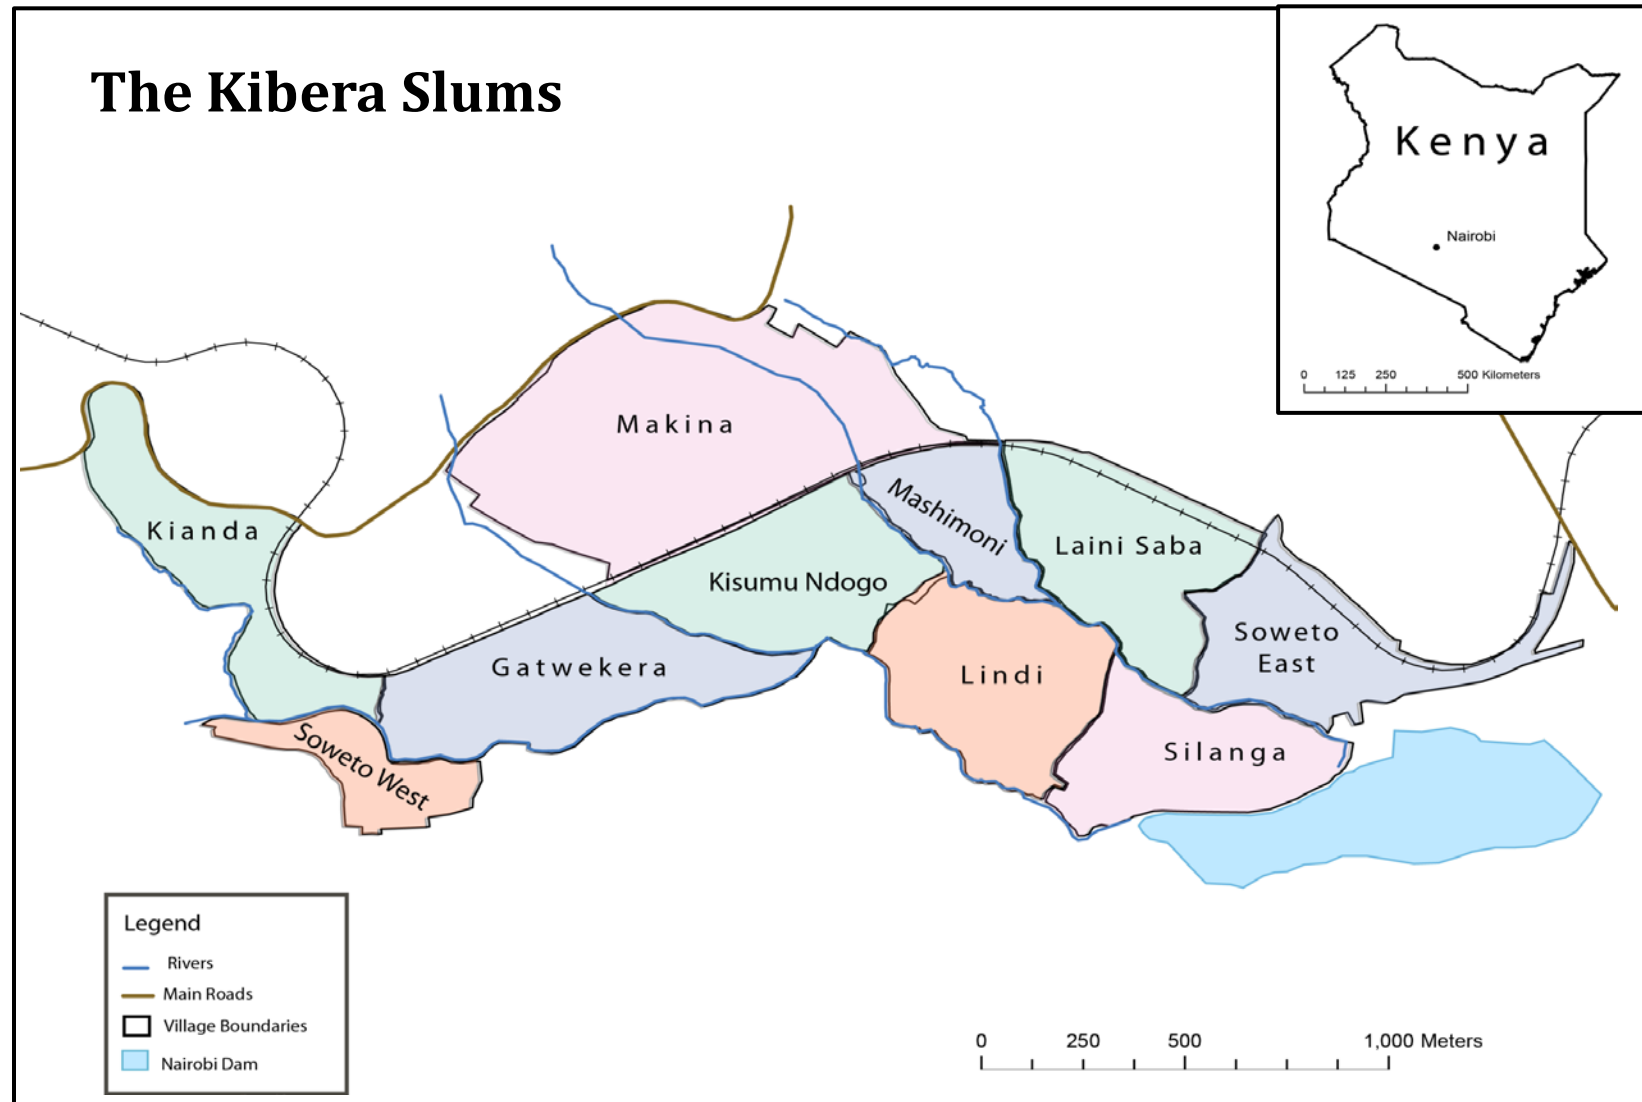 The Kibera Slums
Kenya
Nairobi
0 125 250 500 Kilometers
Makina
Kianda
Mashimoni
Laini Saba
Kisumu Ndogo
Soweto
East
Gatwekera
Lindi
Silanga
Soweto West
Legend
Rivers
Main Roads
Village Boundaries
Nairobi Dam
0 250 500 1,000 Meters